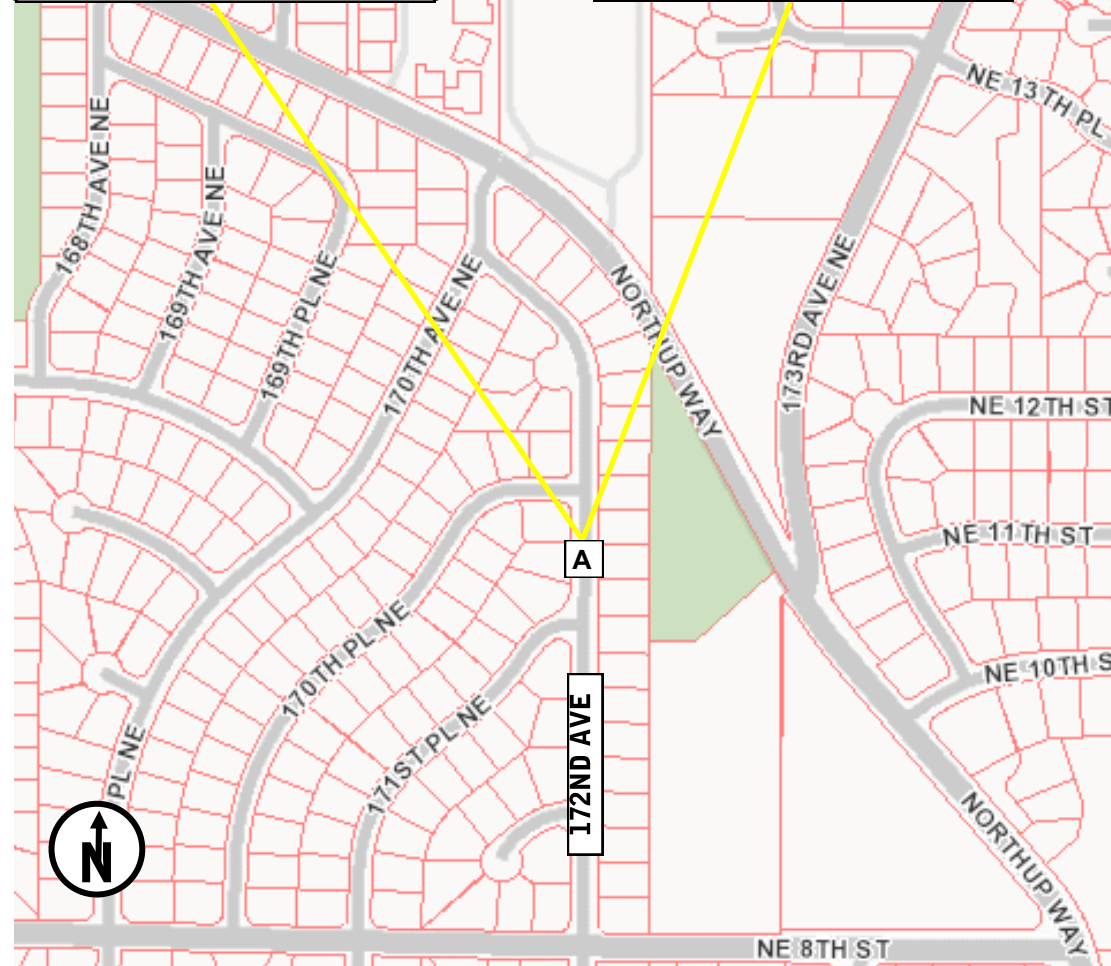 NE 13TH PL
168TH AVE NE
169TH AVE NE
169TH PL NE
170TH AVE NE
NORTHUP WAY
173RD AVE NE
NE 12TH ST
NE 11TH ST
A
170TH PL NE
NE 10TH S
171ST PL NE
172ND AVE
PL NE
N
NORTHUP WAY
NE 8TH ST